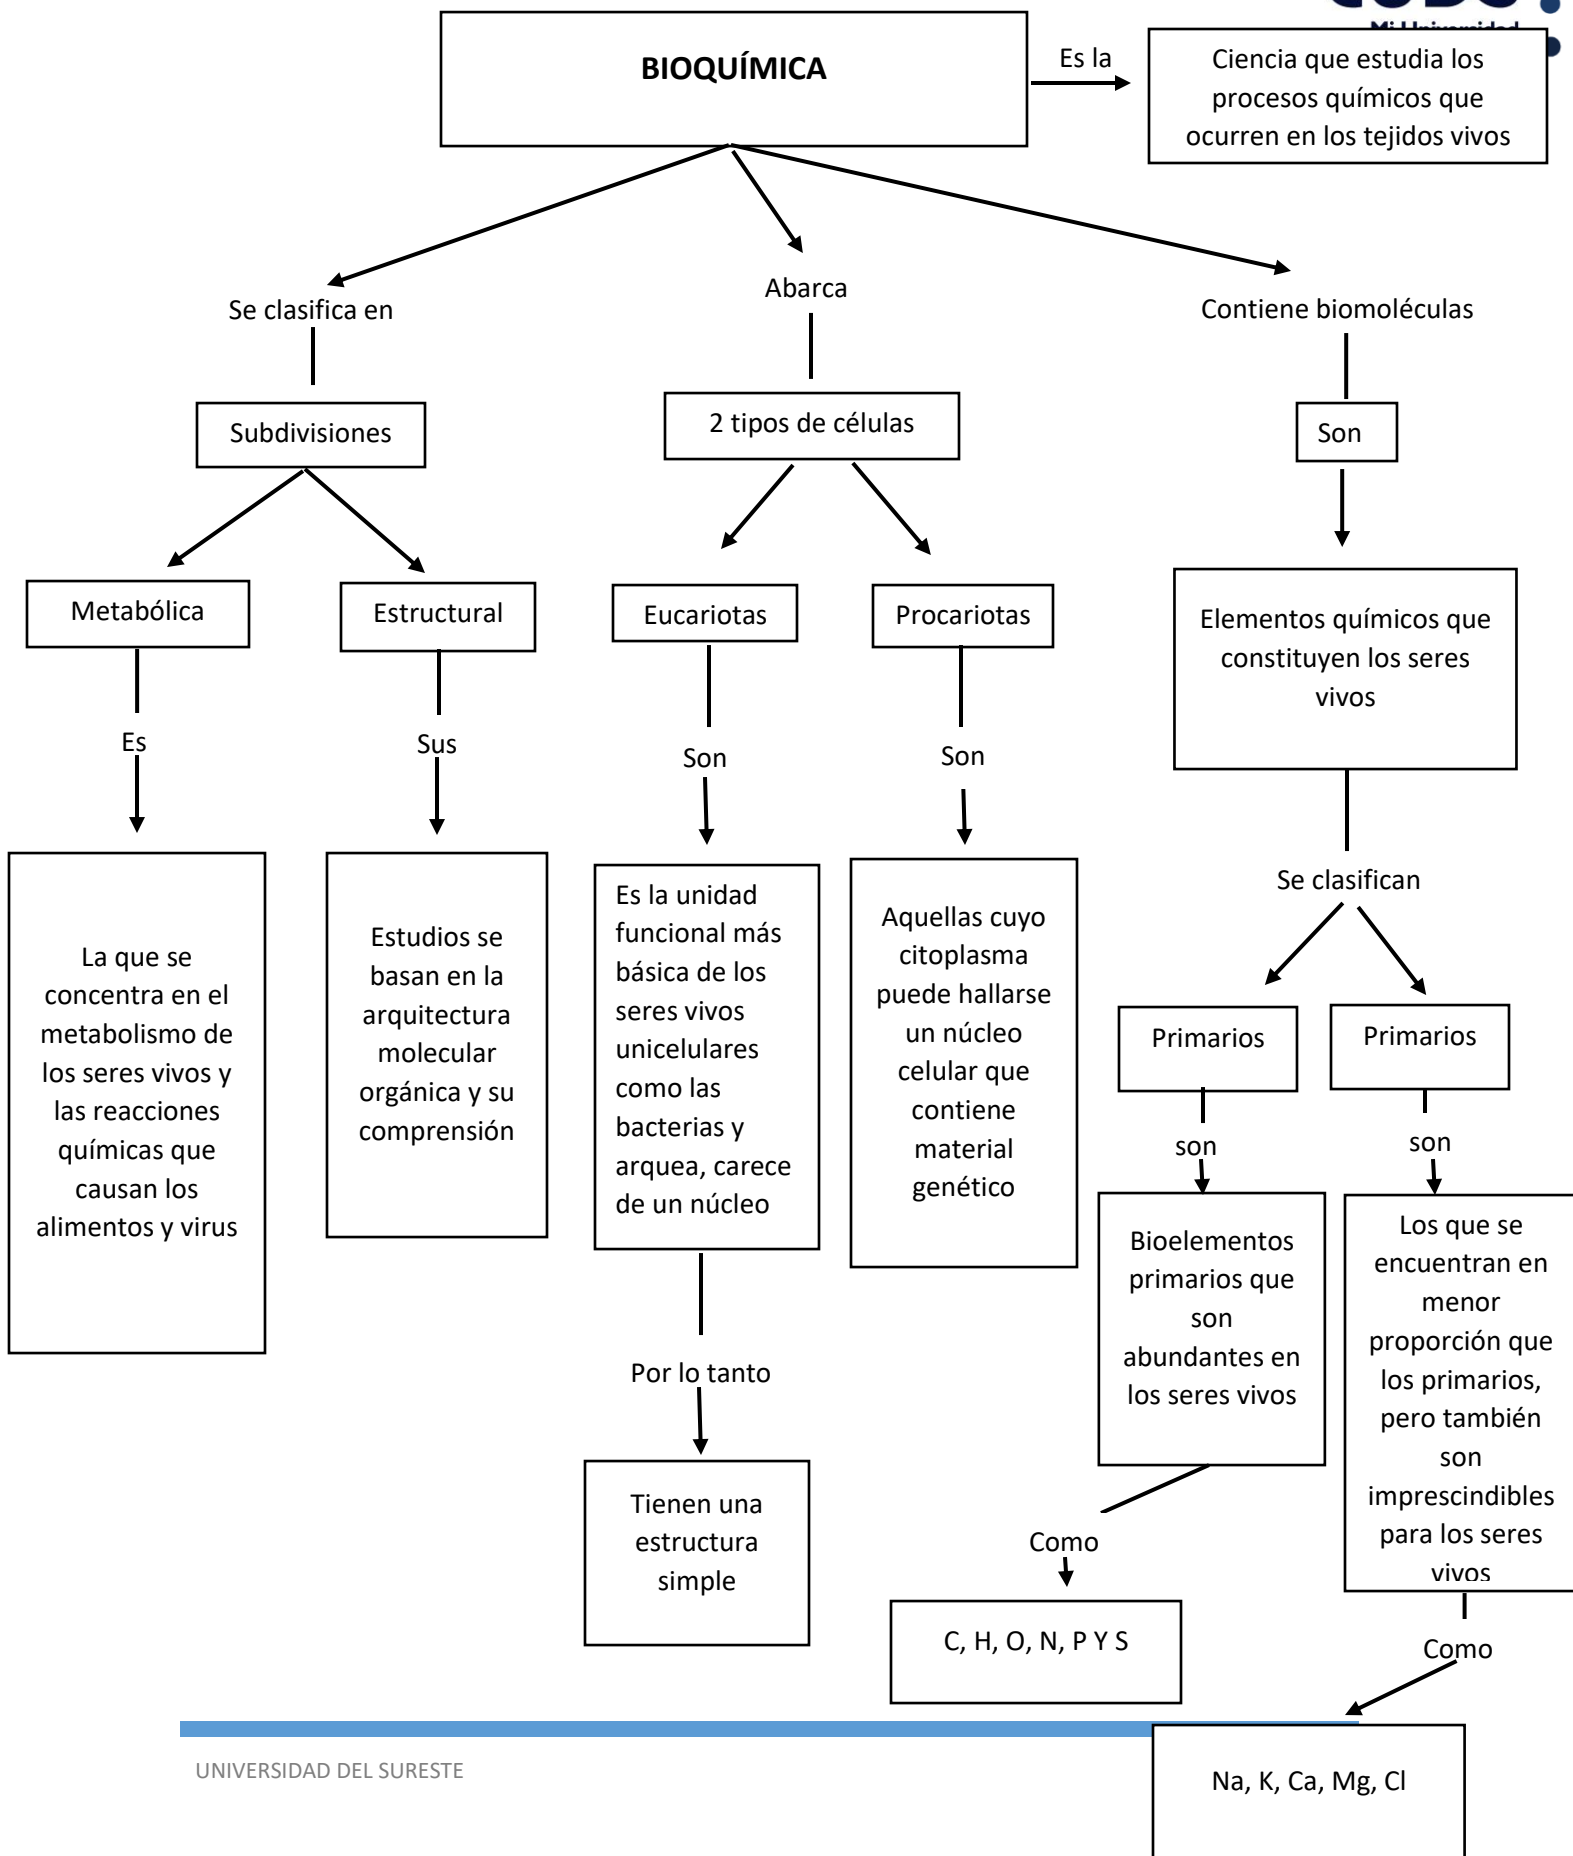 Mi Universidad
BIOQUÍMICA
Es la
Ciencia que estudia los
procesos químicos que
ocurren en los tejidos vivos
Se clasifica en
Abarca
Contiene biomoléculas
Subdivisiones
2 tipos de células
Son
Metabólica
Estructural
Eucariotas
Procariotas
Elementos químicos que
constituyen los seres
vivos
Es
Sus
Son
Son
La que se
concentra en el
metabolismo de
los seres vivos y
las reacciones
químicas que
causan los
alimentos y virus
Estudios se
basan en la
arquitectura
molecular
orgánica y su
comprensión
Es la unidad
funcional más
básica de los
seres vivos
unicelulares
como las
bacterias y
arquea, carece
de un núcleo
Aquellas cuyo
citoplasma
puede hallarse
un núcleo
celular que
contiene
material
genético
Se clasifican
Primarios
Primarios
son
son
Bioelementos
primarios que
son
abundantes en
los seres vivos
Los que se
encuentran en
menor
proporción que
los primarios,
pero también
son
imprescindibles
para los seres
vivos
Por lo tanto
Tienen una
estructura
simple
Como
C, H, O, N, P Y S
Como
Na, K, Ca, Mg, Cl
UNIVERSIDAD DEL SURESTE